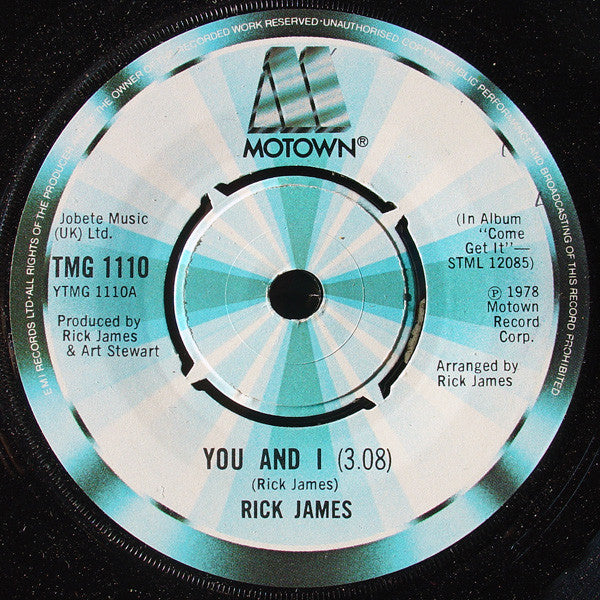 EMI RECORDS LTD·ALL RIGHTS OF THE PRODUCER AND OF THE OWNER OF THE RECORDED WORK RESERVED·UNAUTHORISED COPYING PUBLIC PERFORMANCE AND BROADCASTING OF THIS RECORD PROHIBITED
MOTOWN®
Jobete Music
(UK) Ltd.
TMG 1110
YTMG 1110A
Produced by
Rick James
& Art Stewart
(In Album
"Come
Get It"—
STML 12085)
Ⓟ 1978
Motown
Record
Corp.
Arranged by
Rick James
YOU AND I (3.08)
(Rick James)
RICK JAMES